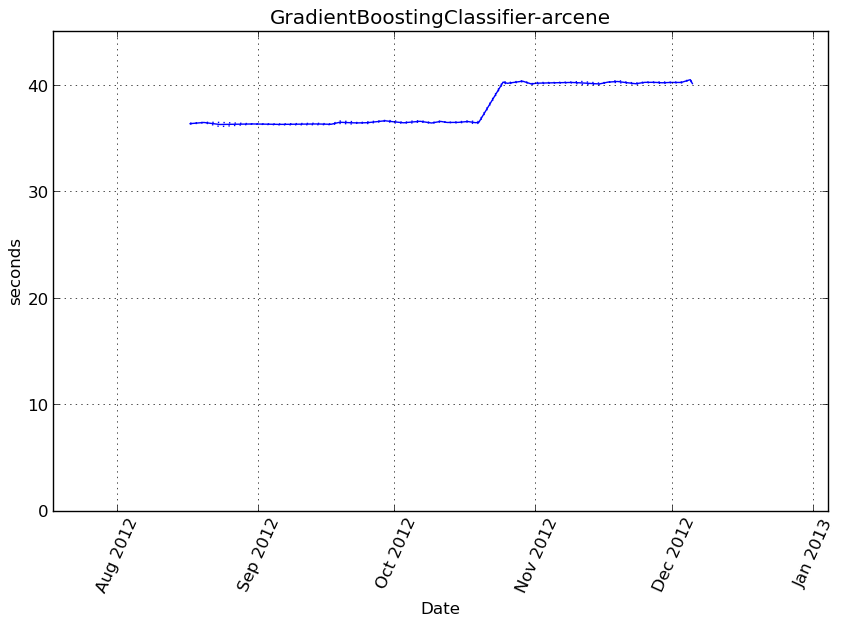 GradientBoostingClassifier-arcene
40
30
20
10
0
seconds
Aug 2012
Sep 2012
Oct 2012
Nov 2012
Dec 2012
Jan 2013
Date